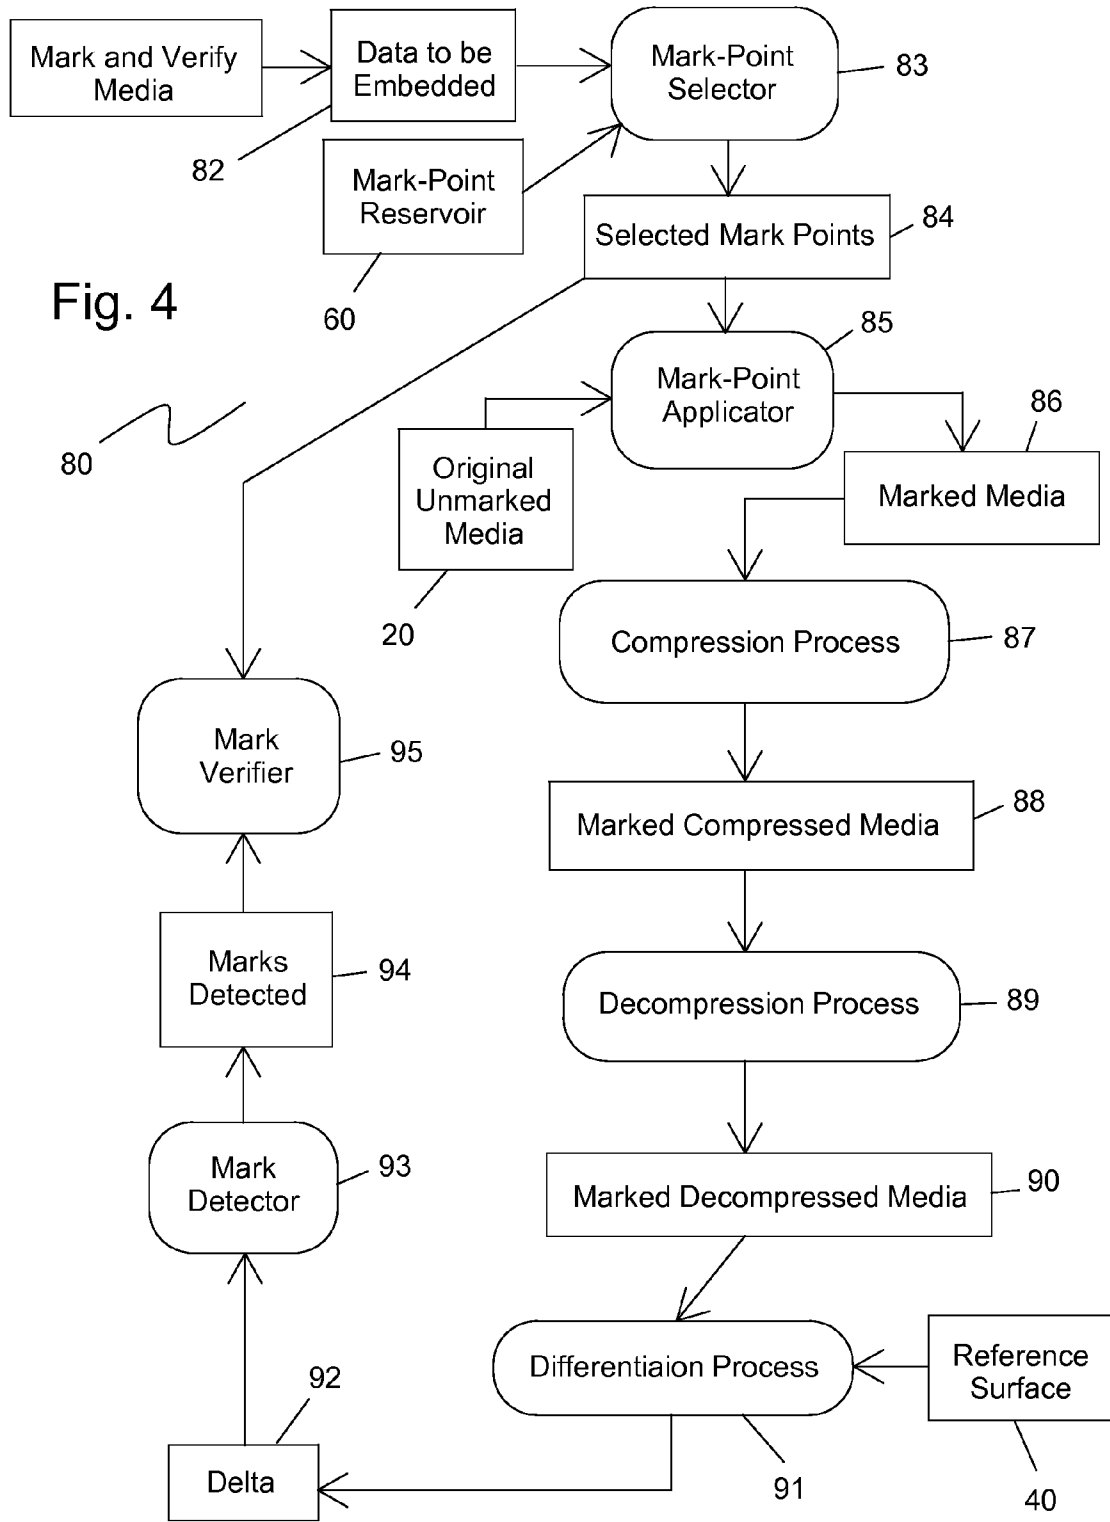 Mark and Verify
Media
Data to be
Embedded
Mark-Point
Selector
83
82
Mark-Point
Reservoir
60
Selected Mark Points
84
Fig. 4
80
Mark-Point
Applicator
85
Original
Unmarked
Media
20
86
Marked Media
Compression Process
87
Mark
Verifier
95
Marked Compressed Media
88
Marks
Detected
94
Decompression Process
89
Mark
Detector
93
Marked Decompressed Media
90
Differentiaion Process
91
Reference
Surface
40
92
Delta